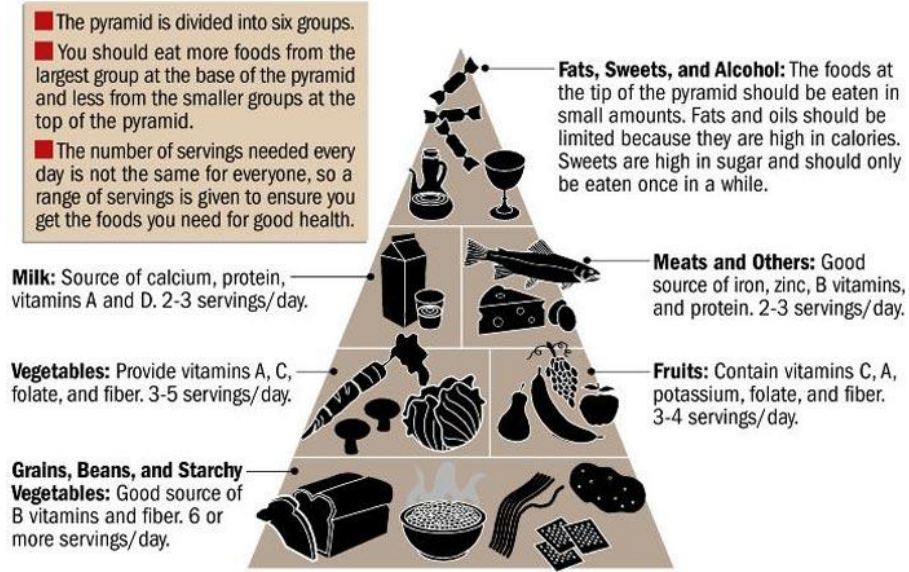 The pyramid is divided into six groups.
You should eat more foods from the
largest group at the base of the pyramid
and less from the smaller groups at the
top of the pyramid.
The number of servings needed every
day is not the same for everyone, so a
range of servings is given to ensure you
get the foods you need for good health.
Fats, Sweets, and Alcohol: The foods at
the tip of the pyramid should be eaten in
small amounts. Fats and oils should be
limited because they are high in calories.
Sweets are high in sugar and should only
be eaten once in a while.
Milk: Source of calcium, protein,
vitamins A and D. 2-3 servings/day.
Meats and Others: Good
source of iron, zinc, B vitamins,
and protein. 2-3 servings/day.
Vegetables: Provide vitamins A, C,
folate, and fiber. 3-5 servings/day.
Fruits: Contain vitamins C, A,
potassium, folate, and fiber.
3-4 servings/day.
Grains, Beans, and Starchy
Vegetables: Good source of
B vitamins and fiber. 6 or
more servings/day.